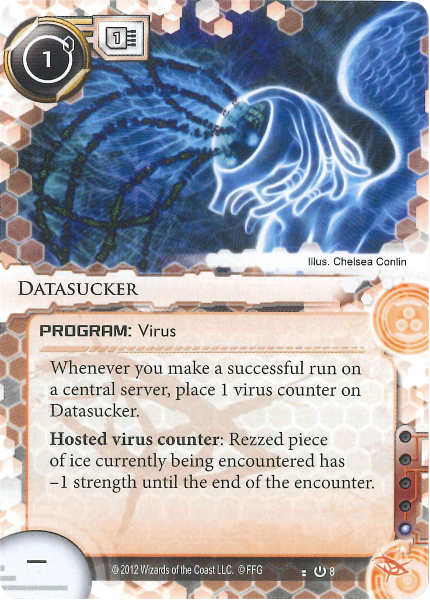 1
1
Illus. Chelsea Conlin
DATASUCKER
PROGRAM: Virus
Whenever you make a successful run on
a central server, place 1 virus counter on
Datasucker.
Hosted virus counter: Rezzed piece
of ice currently being encountered has
–1 strength until the end of the encounter.
—
© 2012 Wizards of the Coast LLC. © FFG
8